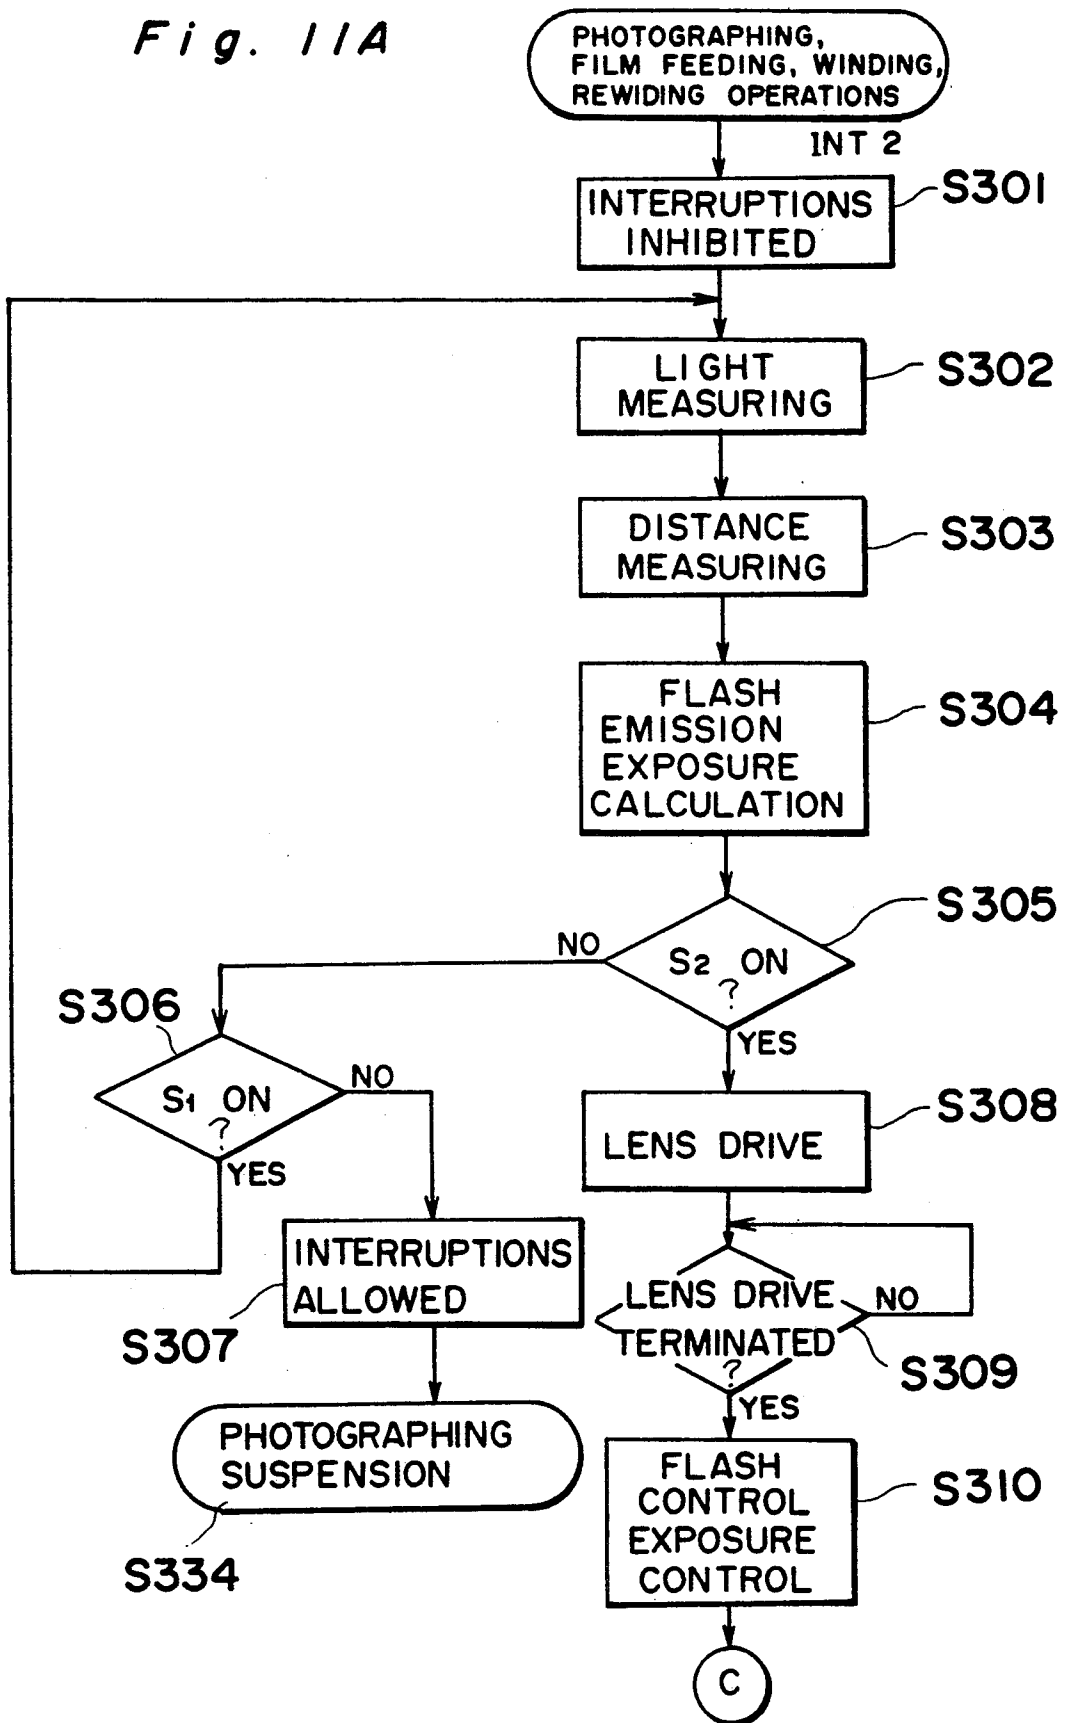 Fig. 11A
PHOTOGRAPHING,
FILM FEEDING, WINDING,
REWIDING OPERATIONS
INT 2
S301
INTERRUPTIONS
INHIBITED
S302
LIGHT
MEASURING
S303
DISTANCE
MEASURING
S304
FLASH
EMISSION
EXPOSURE
CALCULATION
S305
NO
S2 ON
?
YES
S306
S1 ON
?
NO
YES
S308
LENS DRIVE
INTERRUPTIONS
ALLOWED
S307
LENS DRIVE
TERMINATED
?
NO
S309
YES
PHOTOGRAPHING
SUSPENSION
S334
FLASH
CONTROL
EXPOSURE
CONTROL
S310
C